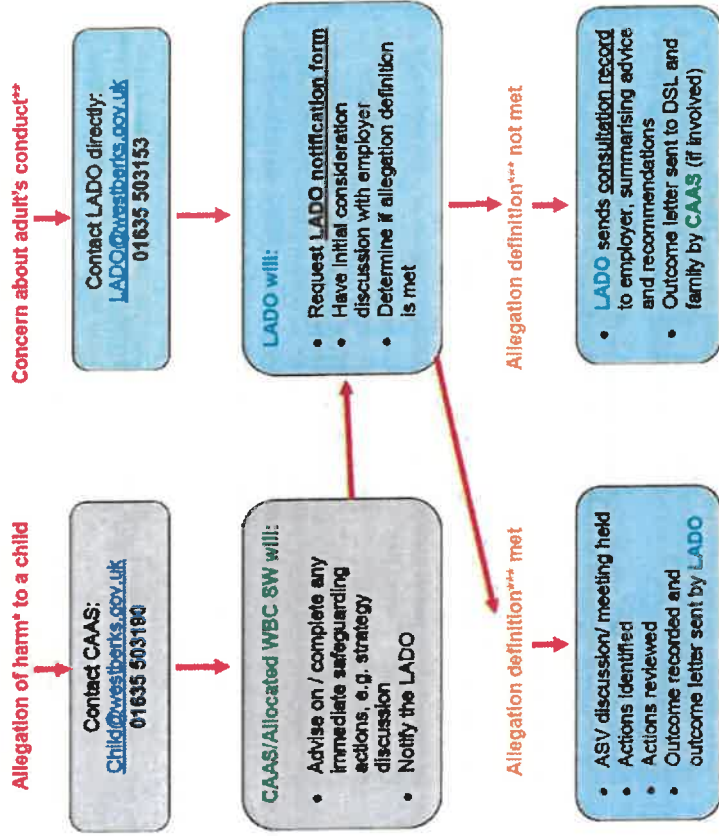 Allegation of harm* to a child
Contact CAAS:
Child@westberks.gov.uk
01635 503190
CAAS/Allocated WBC SW will:
• Advise on / complete any
immediate safeguarding
actions, e.g. strategy
discussion
• Notify the LADO
Concern about adult's conduct**
Contact LADO directly:
LADO@westberks.gov.uk
01635 503153
LADO will:
• Request LADO notification form
• Have initial consideration
discussion with employer
• Determine if allegation definition
is met
Allegation definition*** met
• ASV discussion/ meeting held
• Actions identified
• Actions reviewed
• Outcome recorded and
outcome letter sent by LADO
Allegation definition*** not met
• LADO sends consultation record
to employer, summarising advice
and recommendations
• Outcome letter sent to DSL and
family by CAAS (if involved)